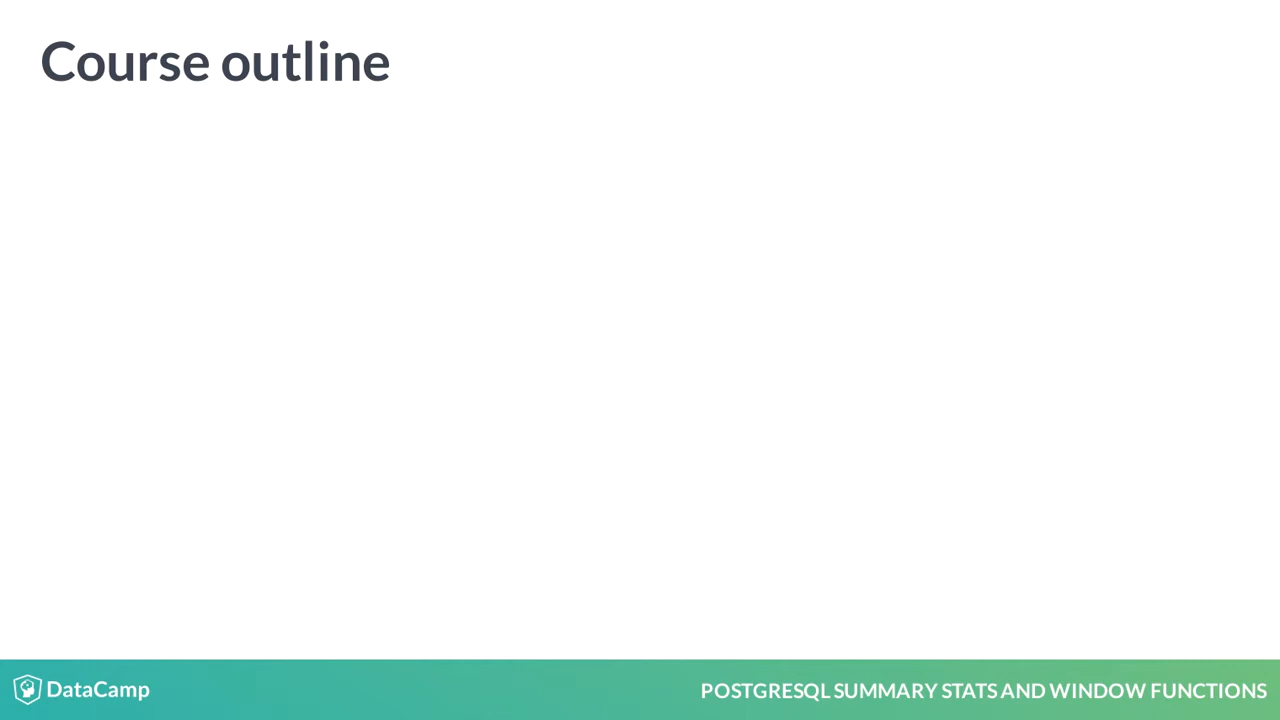 Course outline
DataCamp
POSTGRESQL SUMMARY STATS AND WINDOW FUNCTIONS